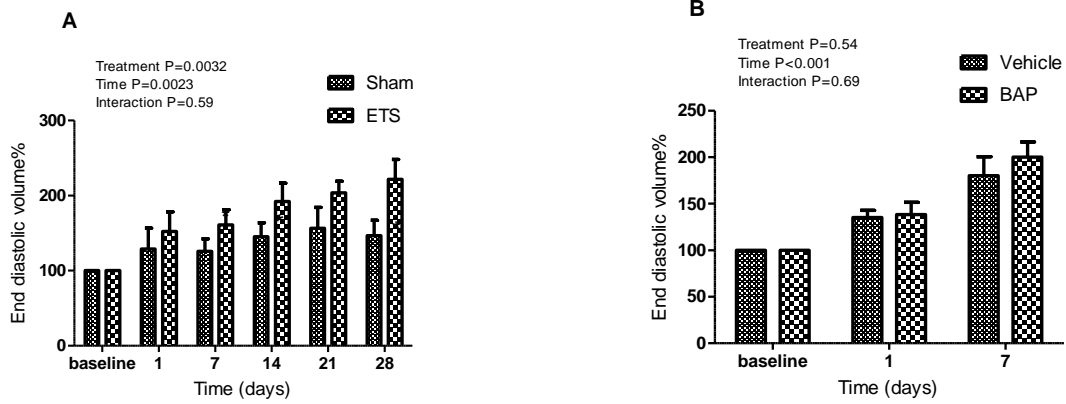 A
Treatment P=0.0032
Time P=0.0023
Interaction P=0.59
Sham
ETS
End diastolic volume%
300
200
100
0
baseline 1 7 14 21 28
Time (days)
B
Treatment P=0.54
Time P<0.001
Interaction P=0.69
Vehicle
BAP
End diastolic volume%
250
200
150
100
50
0
baseline 1 7
Time (days)